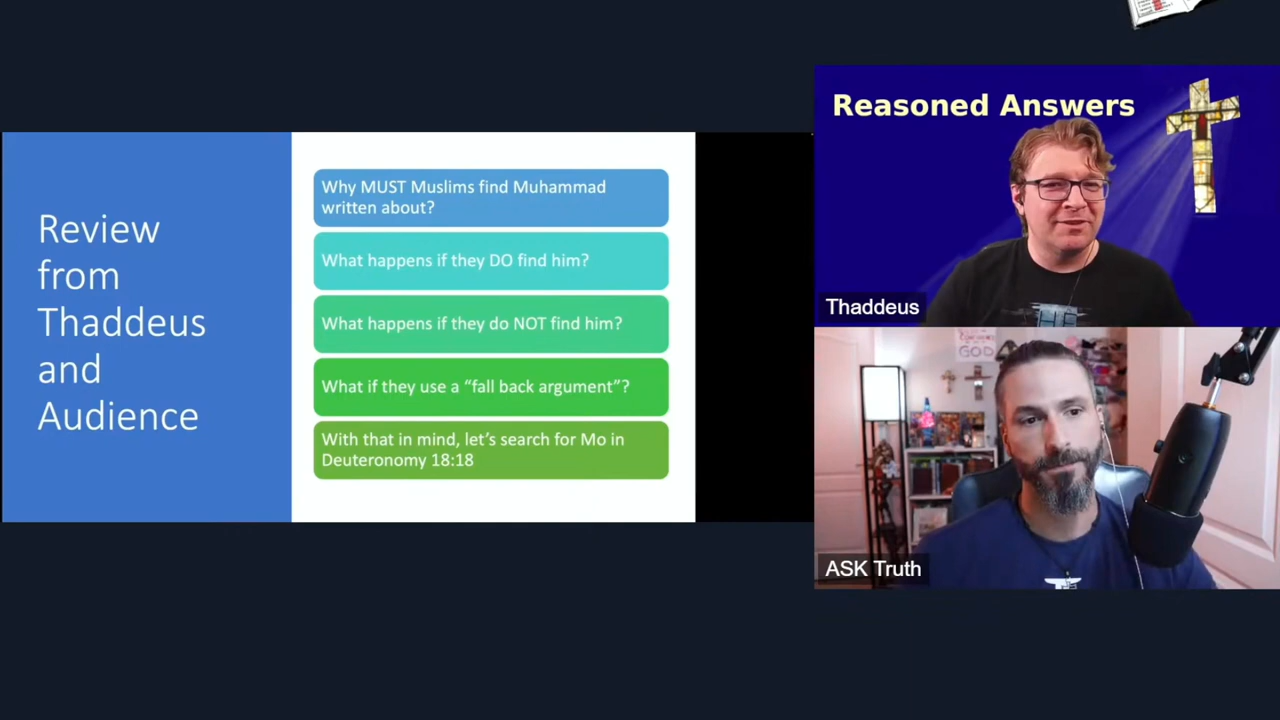 Review
from
Thaddeus
and
Audience
Why MUST Muslims find Muhammad
written about?
What happens if they DO find him?
What happens if they do NOT find him?
What if they use a “fall back argument”?
With that in mind, let’s search for Mo in
Deuteronomy 18:18
Reasoned Answers
Thaddeus
GOD
ASK Truth